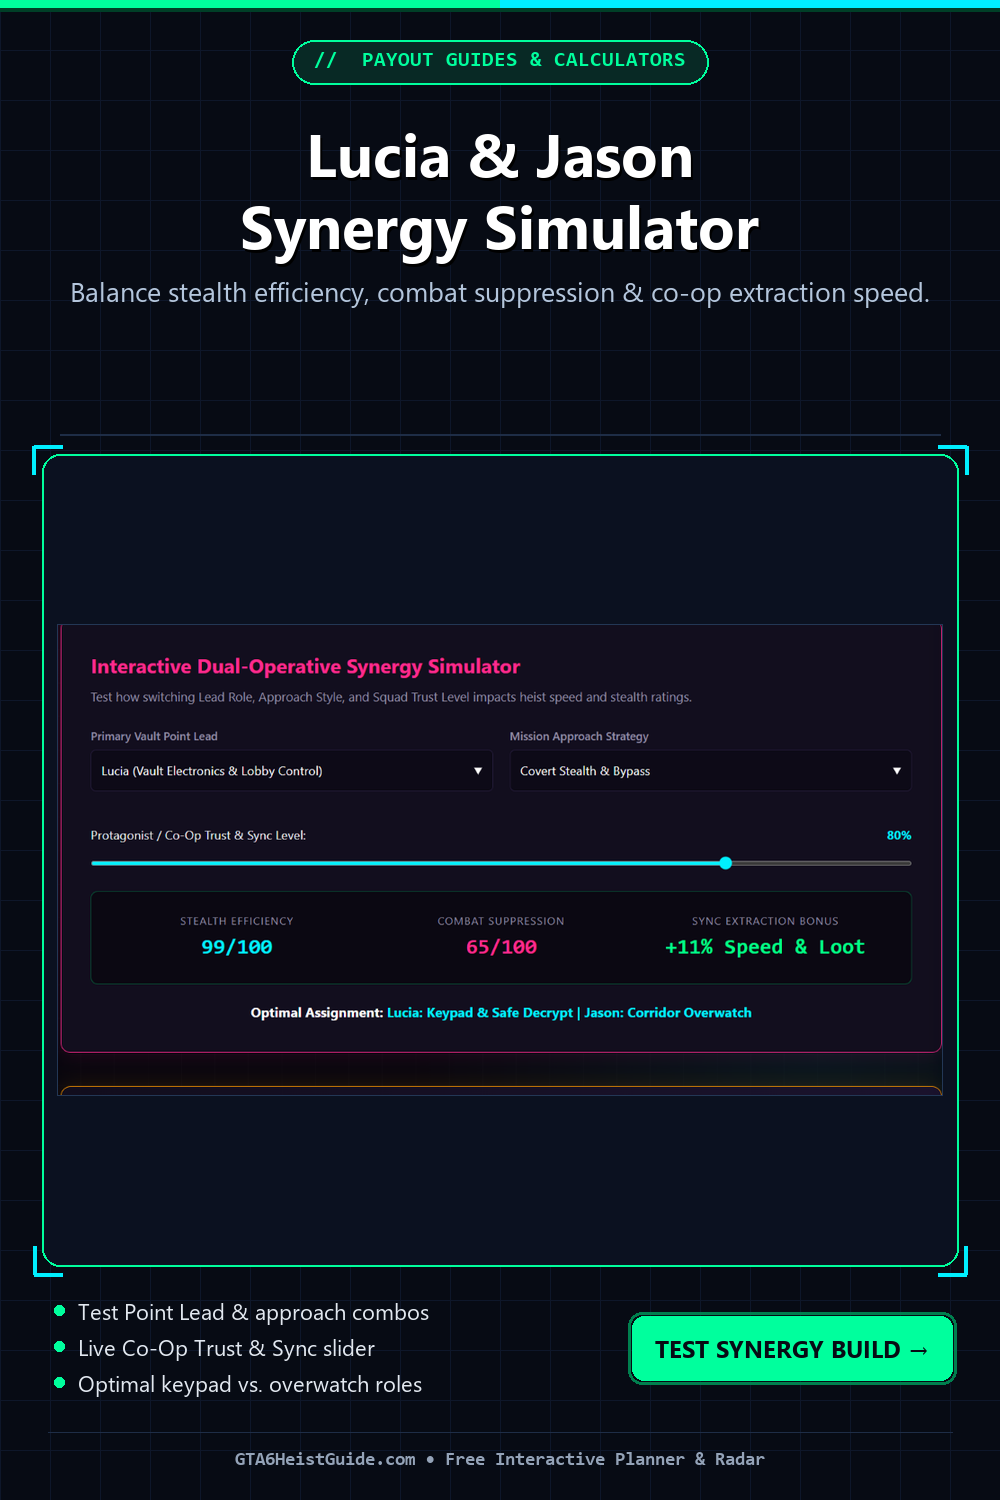 // PAYOUT GUIDES & CALCULATORS
Lucia & Jason
Synergy Simulator
Balance stealth efficiency, combat suppression & co-op extraction speed.
Interactive Dual-Operative Synergy Simulator
Test how switching Lead Role, Approach Style, and Squad Trust Level impacts heist speed and stealth ratings.
Primary Vault Point Lead
Mission Approach Strategy
Lucia (Vault Electronics & Lobby Control)
Covert Stealth & Bypass
Protagonist / Co-Op Trust & Sync Level:
80%
STEALTH EFFICIENCY
COMBAT SUPPRESSION
SYNC EXTRACTION BONUS
99/100
65/100
+11% Speed & Loot
Optimal Assignment: Lucia: Keypad & Safe Decrypt | Jason: Corridor Overwatch
Test Point Lead & approach combos
Live Co-Op Trust & Sync slider
Optimal keypad vs. overwatch roles
TEST SYNERGY BUILD →
GTA6HeistGuide.com • Free Interactive Planner & Radar